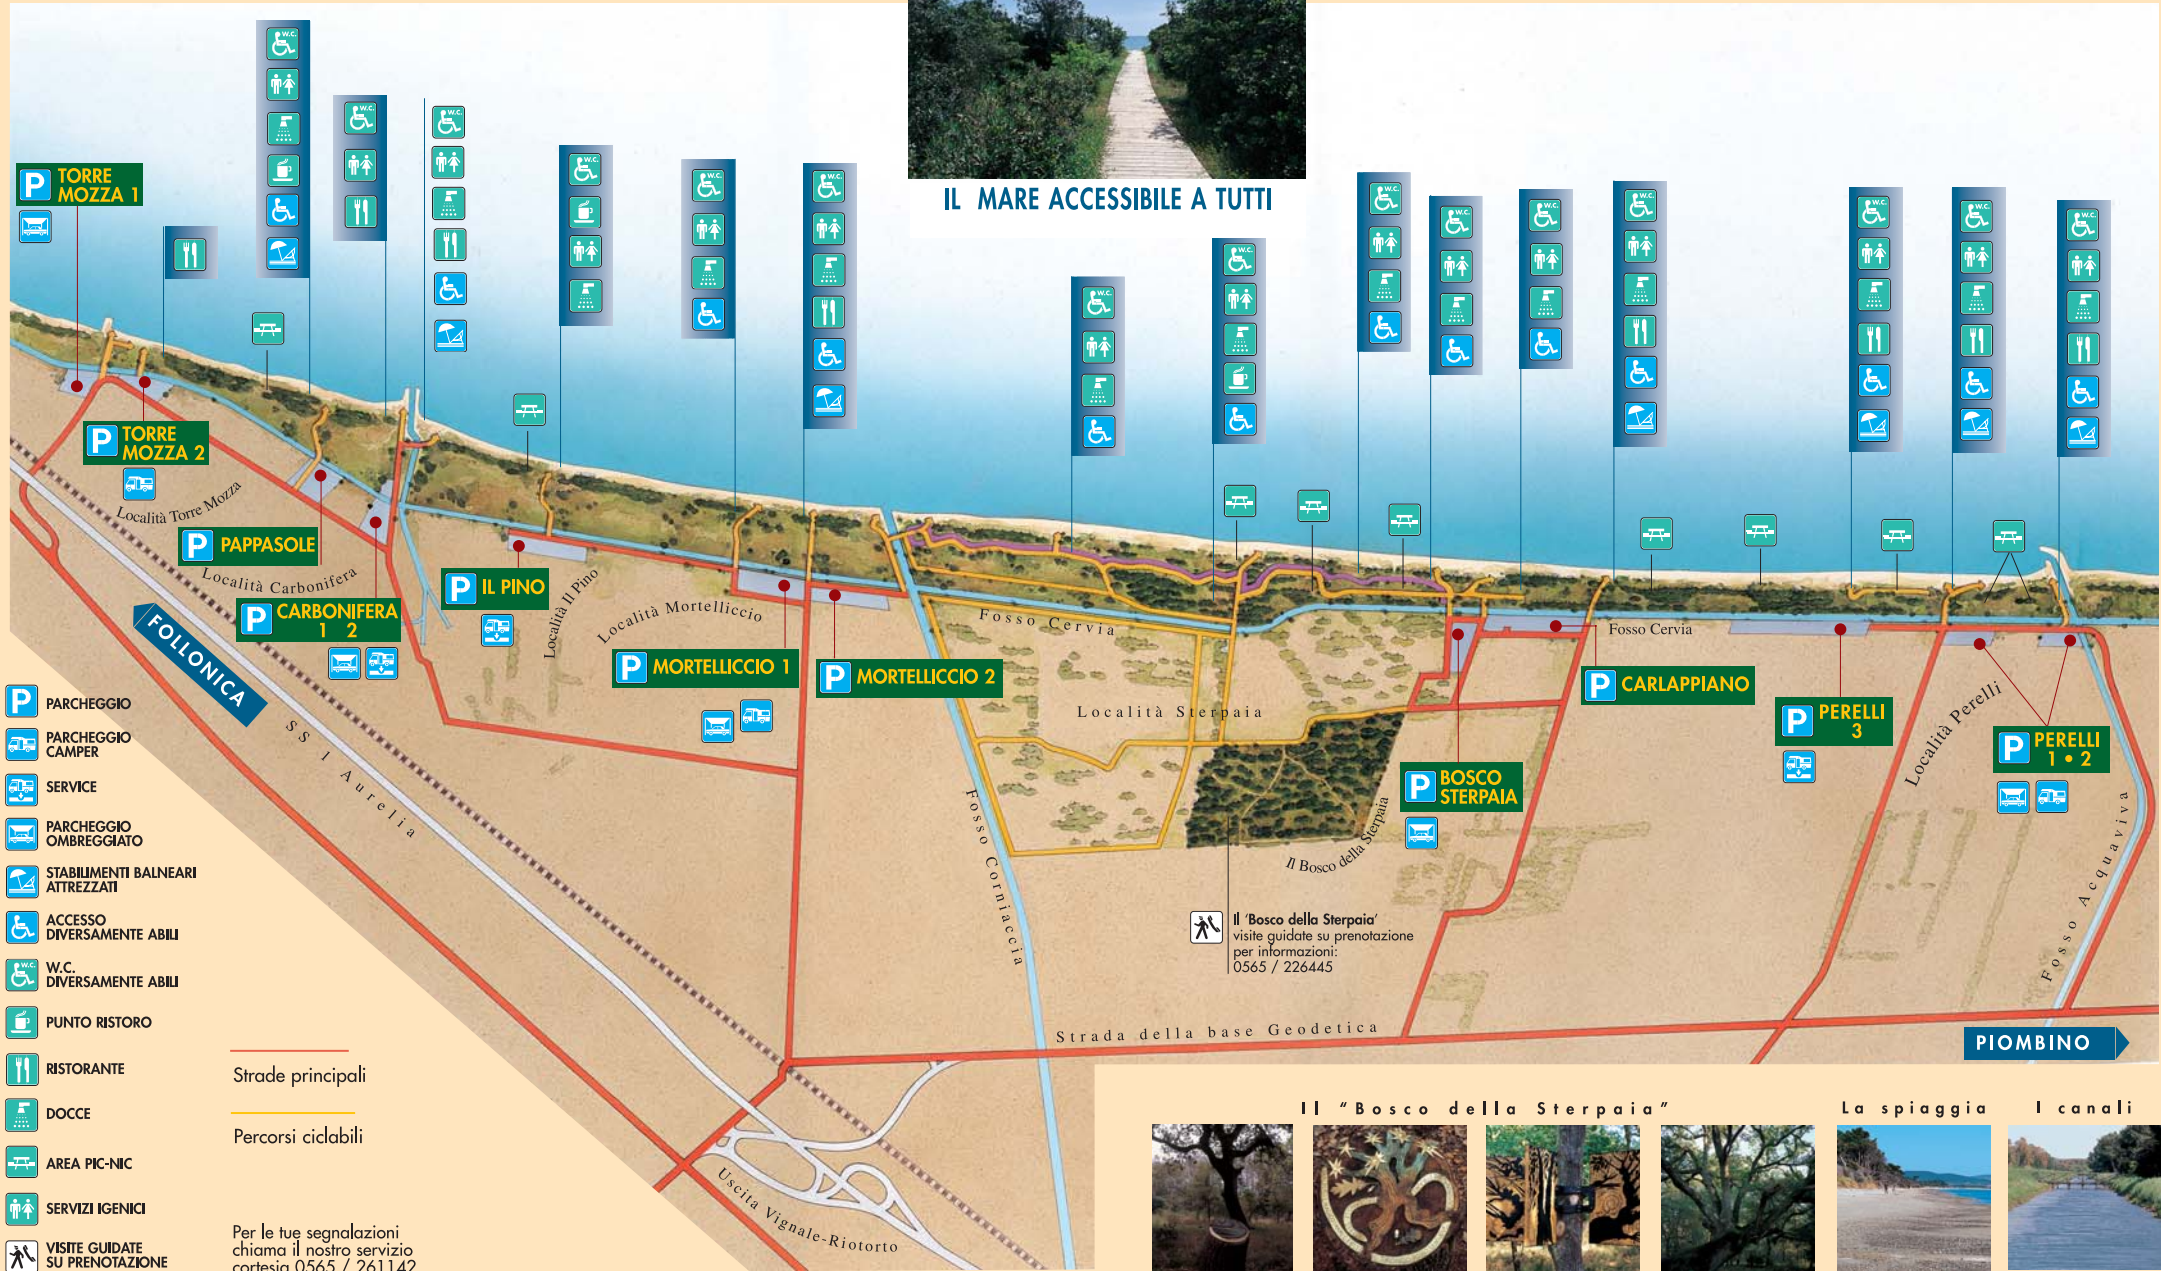 IL MARE ACCESSIBILE A TUTTI
P TORRE
MOZZA 1
P TORRE
MOZZA 2
Località Torre Mozza
P PAPPASOLE
Località Carbonifera
P CARBONIFERA
1 2
P IL PINO
Località Il Pino
Località Mortelliccio
P MORTELLICCIO 1
P MORTELLICCIO 2
Fosso Cervia
Località Sterpaia
Fosso Cervia
P CARLAPPIANO
P BOSCO
STERPAIA
Il Bosco della Sterpaia
P PERELLI
3
Località Perelli
P PERELLI
1 • 2
Fosso Acquaviva
Fosso Corniaccia
FOLLONICA
SS 1 Aurelia
Il 'Bosco della Sterpaia'
visite guidate su prenotazione
per informazioni:
0565 / 226445
Strada della base Geodetica
PIOMBINO
Uscita Vignale-Riotorto
P PARCHEGGIO
PARCHEGGIO
CAMPER
SERVICE
PARCHEGGIO
OMBREGGIATO
STABILIMENTI BALNEARI
ATTREZZATI
ACCESSO
DIVERSAMENTE ABILI
W.C.
DIVERSAMENTE ABILI
PUNTO RISTORO
RISTORANTE
DOCCE
AREA PIC-NIC
SERVIZI IGENICI
VISITE GUIDATE
SU PRENOTAZIONE
Strade principali
Percorsi ciclabili
Per le tue segnalazioni
chiama il nostro servizio
cortesia 0565 / 261142
Il "Bosco della Sterpaia"
La spiaggia
I canali